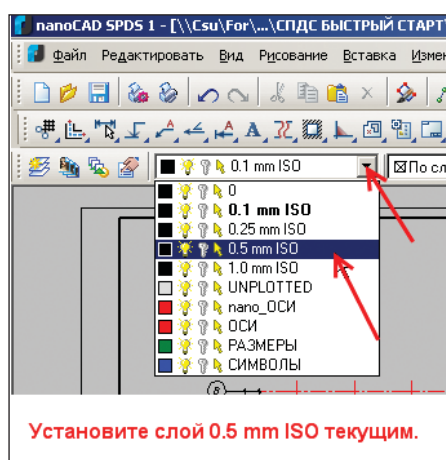 nanoCAD SPDS 1 - [\\Csu\For\...\СПДС БЫСТРЫЙ СТАРТ\
Файл Редактировать Вид Рисование Вставка Измен
A
0.1 mm ISO По сл
0
0.1 mm ISO
0.25 mm ISO
0.5 mm ISO
1.0 mm ISO
UNPLOTTED
nano_ОСИ
ОСИ
РАЗМЕРЫ
СИМВОЛЫ
В
Установите слой 0.5 mm ISO текущим.